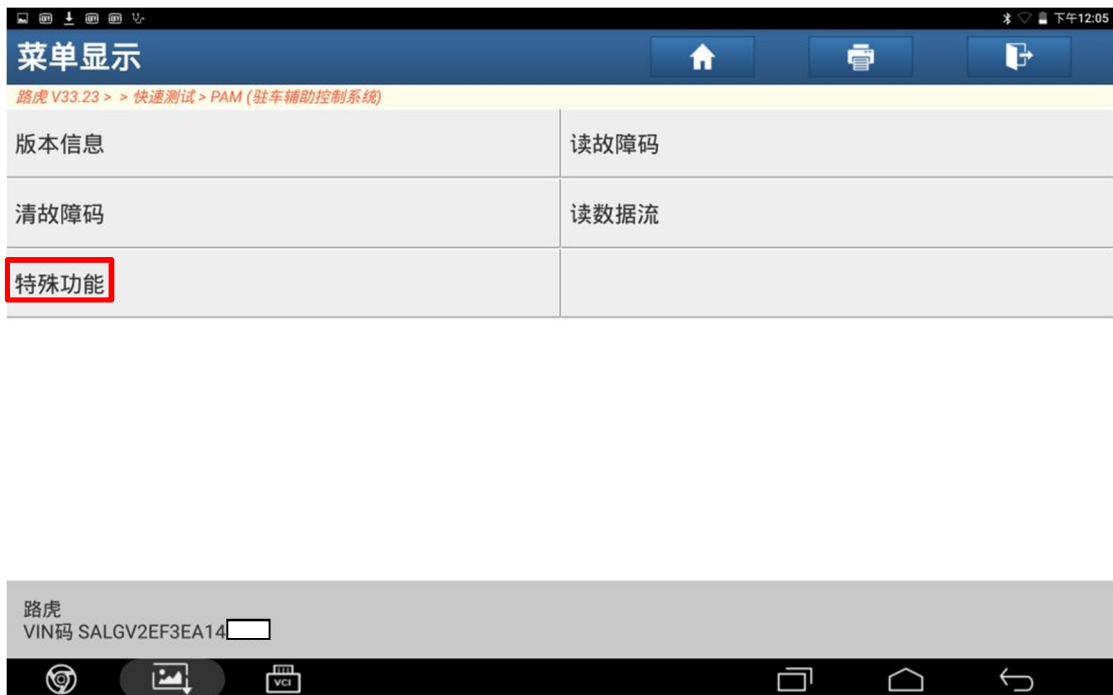 下午12:05
菜单显示
路虎 V33.23 > > 快速测试 > PAM (驻车辅助控制系统)
版本信息
读故障码
清故障码
读数据流
特殊功能
路虎
VIN码 SALGV2EF3EA14
VCI